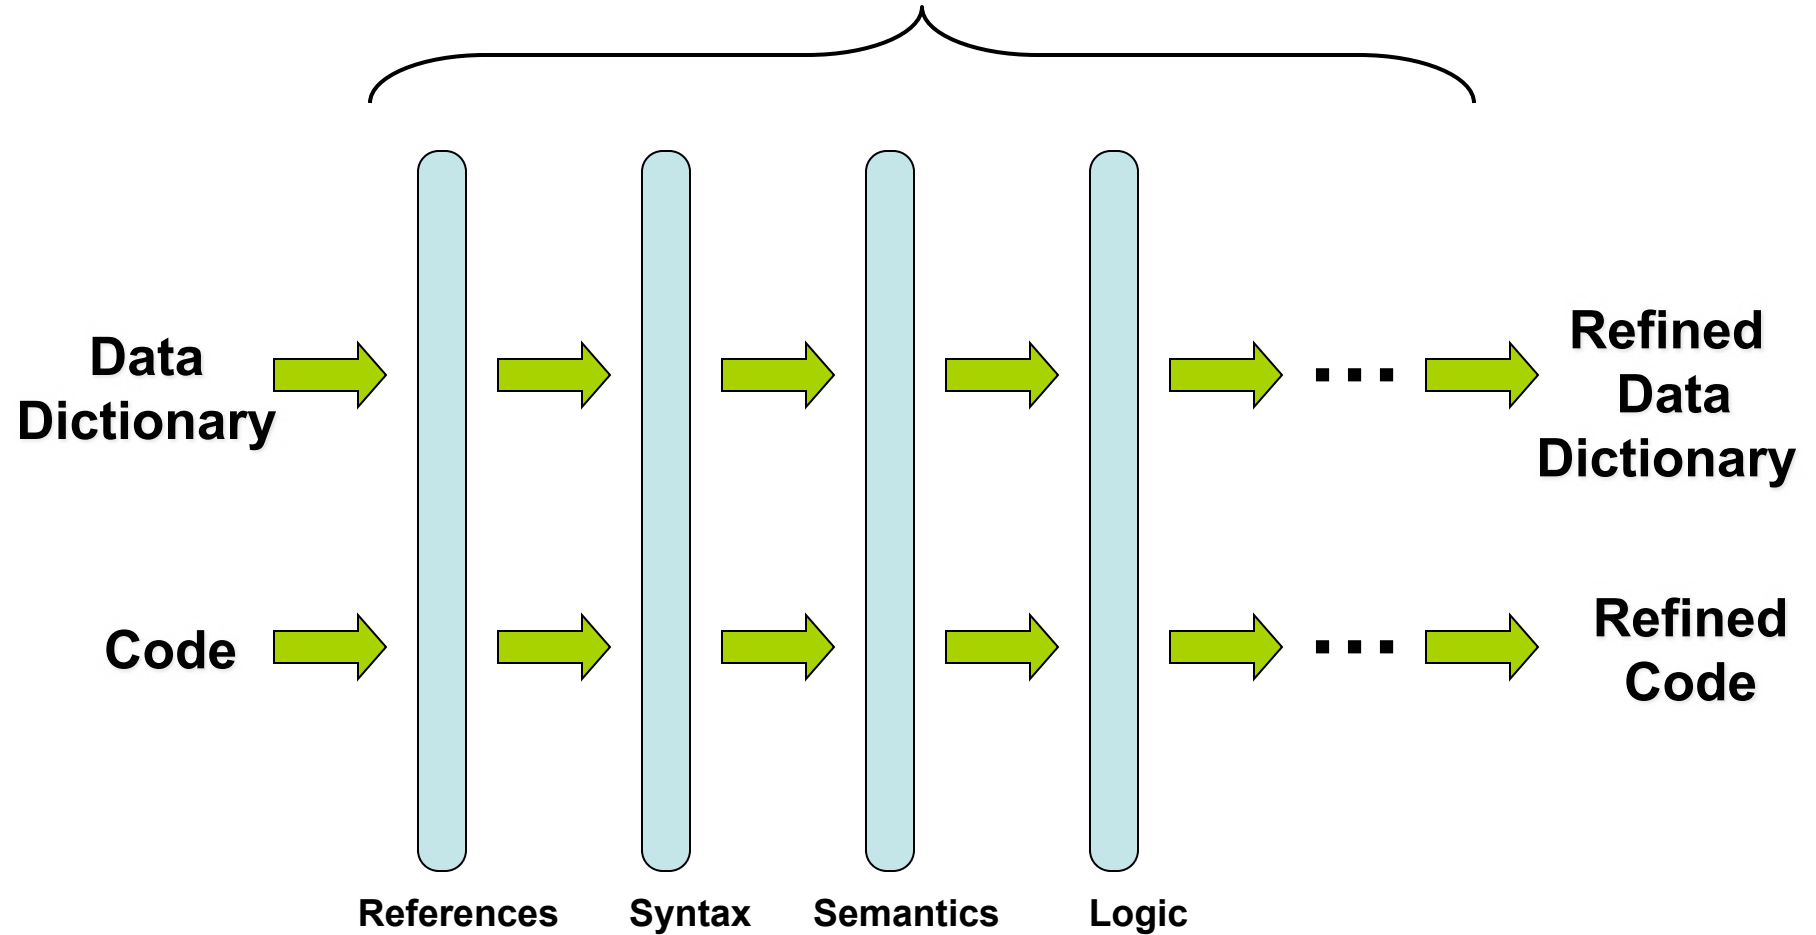 Data
Dictionary
Refined
Data
Dictionary
Code
Refined
Code
References
Syntax
Semantics
Logic